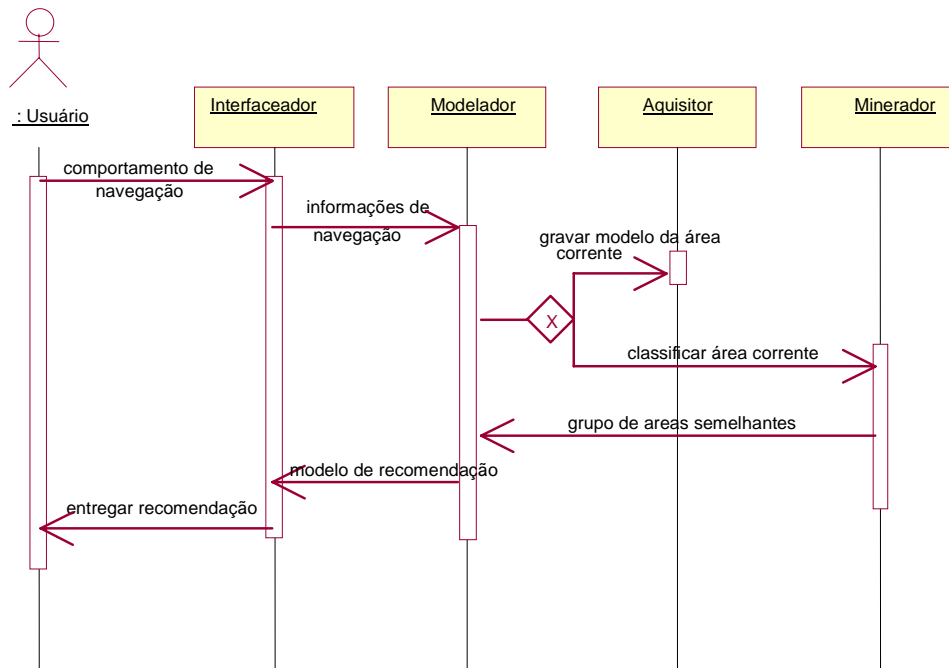 : Usuário
Interfaceador
Modelador
Aquisitor
Minerador
comportamento de
navegação
informações de
navegação
gravar modelo da área
corrente
X
classificar área corrente
grupo de areas semelhantes
modelo de recomendação
entregar recomendação